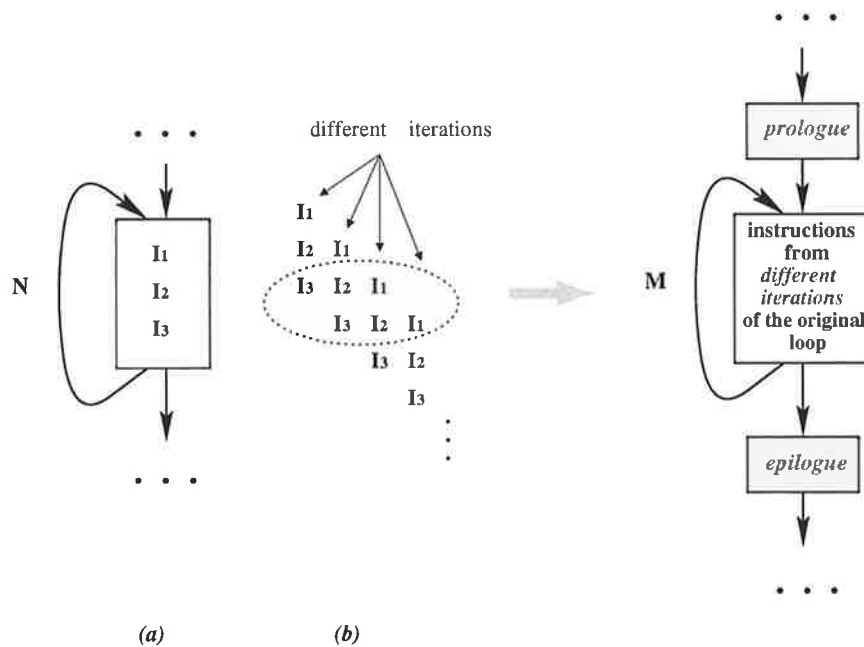 . . .
prologue
N
I1
I2
I3
. . .
. . .
(a)
different iterations
I1
I2 I1
I3 I2 I1
I3 I2 I1
I3 I2
I3
(b)
M
instructions
from
different
iterations
of the original
loop
epilogue
. . .